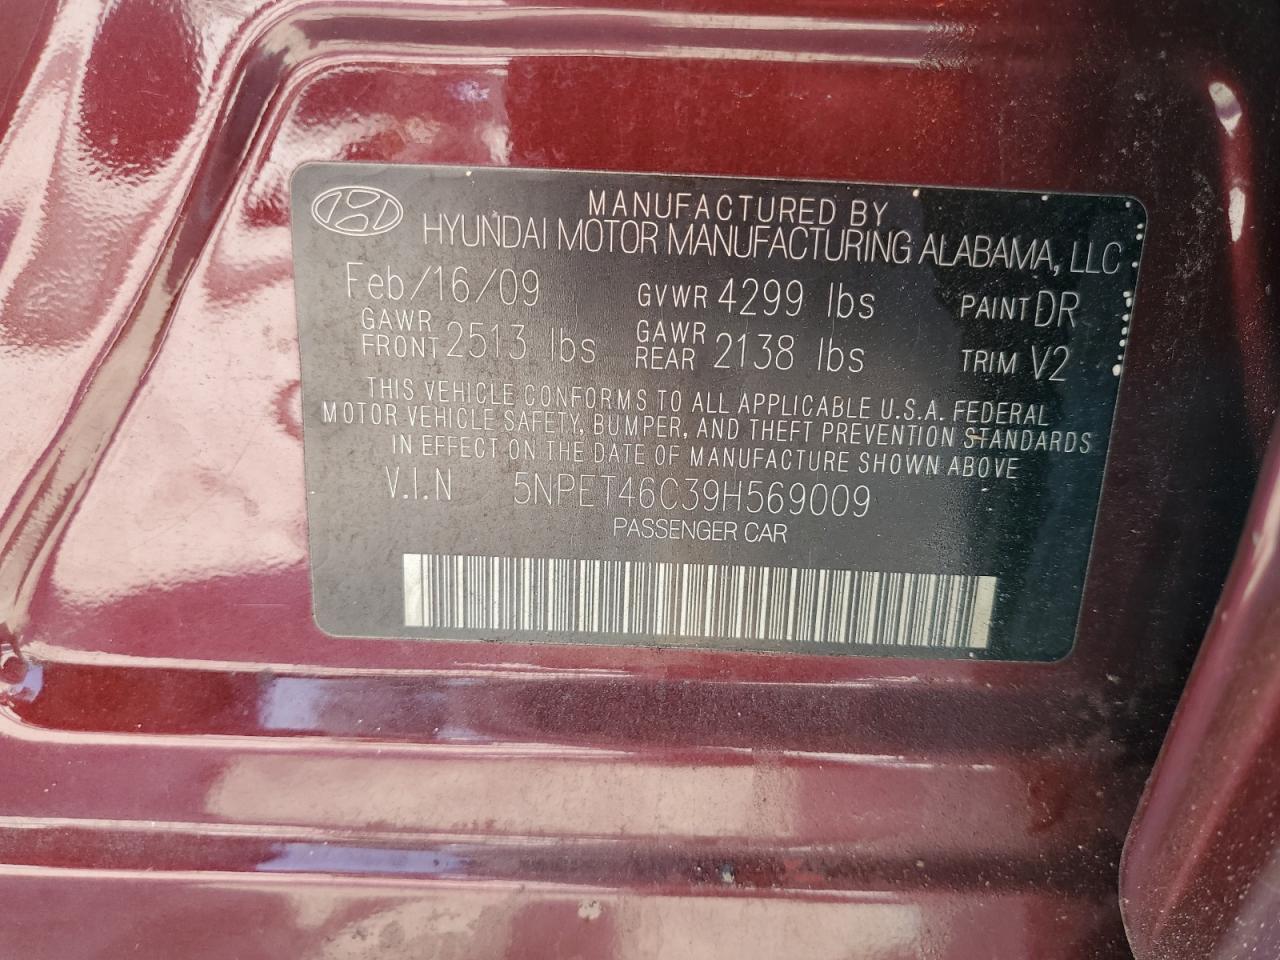 MANUFACTURED BY
HYUNDAI MOTOR MANUFACTURING ALABAMA, LLC
Feb/16/09 GVWR 4299 lbs PAINT DR
GAWR FRONT 2513 lbs GAWR REAR 2138 lbs TRIM V2
THIS VEHICLE CONFORMS TO ALL APPLICABLE U.S.A. FEDERAL
MOTOR VEHICLE SAFETY, BUMPER, AND THEFT PREVENTION STANDARDS
IN EFFECT ON THE DATE OF MANUFACTURE SHOWN ABOVE
V.I.N 5NPET46C39H569009
PASSENGER CAR